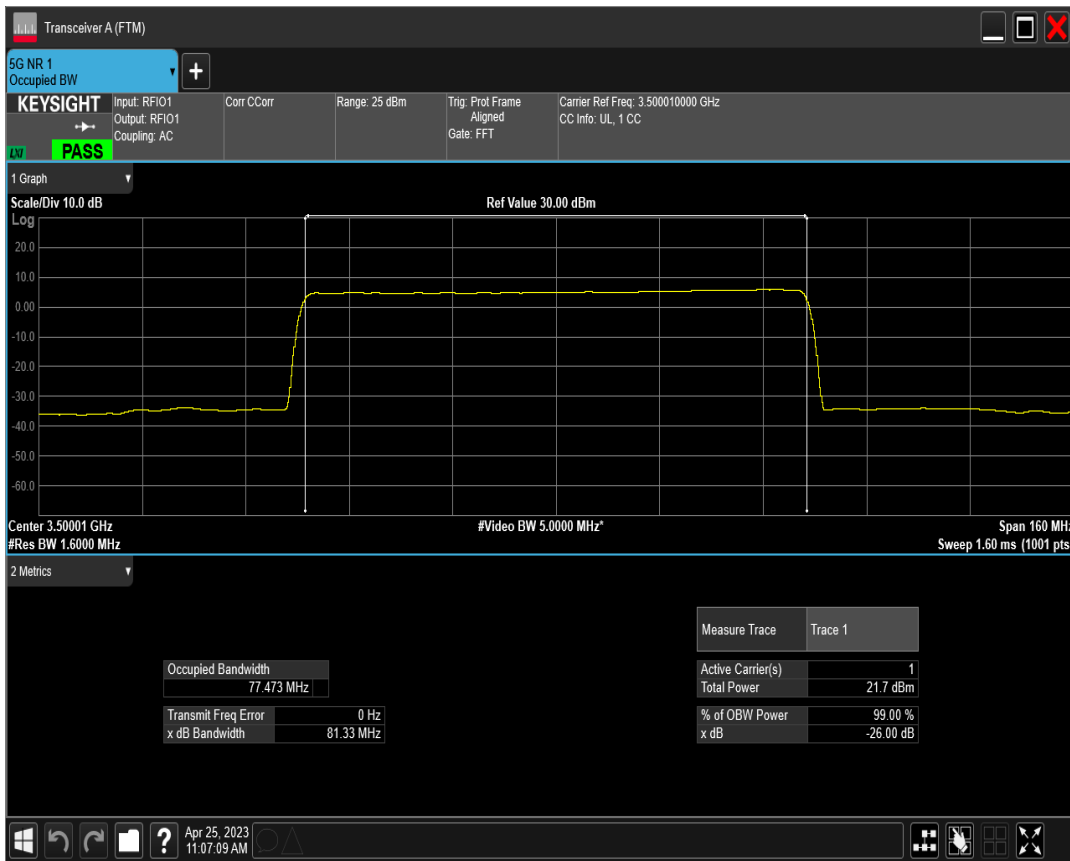 Transceiver A (FTM)
5G NR 1
Occupied BW
+
KEYSIGHT
LXI
PASS
Input: RFIO1
Output: RFIO1
Coupling: AC
Corr CCorr
Range: 25 dBm
Trig: Prot Frame
Aligned
Gate: FFT
Carrier Ref Freq: 3.500010000 GHz
CC Info: UL, 1 CC
1 Graph
Scale/Div 10.0 dB
Ref Value 30.00 dBm
Log
20.0
10.0
0.00
-10.0
-20.0
-30.0
-40.0
-50.0
-60.0
Center 3.50001 GHz
#Video BW 5.0000 MHz*
Span 160 MHz
#Res BW 1.6000 MHz
Sweep 1.60 ms (1001 pts
2 Metrics
Measure Trace Trace 1
Occupied Bandwidth
77.473 MHz
Active Carrier(s) 1
Total Power 21.7 dBm
Transmit Freq Error 0 Hz
x dB Bandwidth 81.33 MHz
% of OBW Power 99.00 %
x dB -26.00 dB
?
Apr 25, 2023
11:07:09 AM